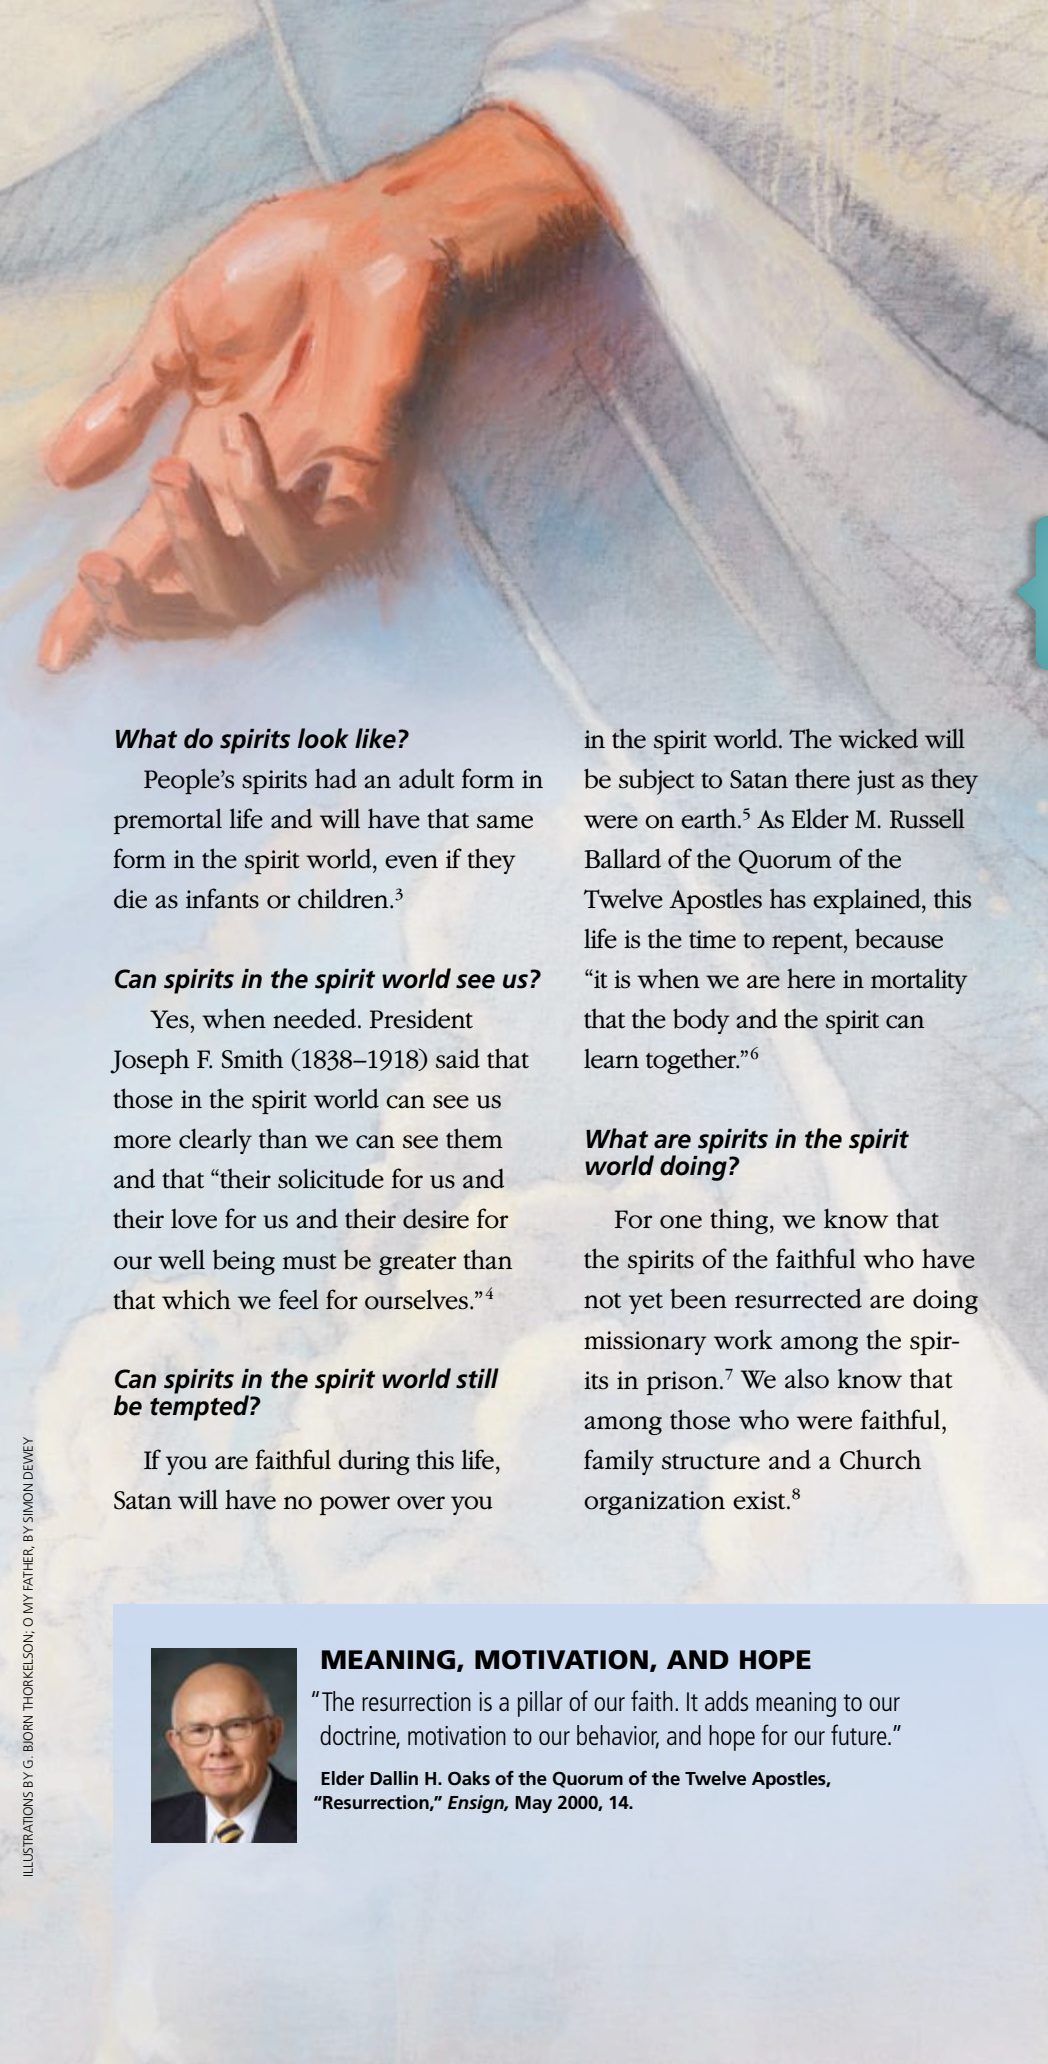 What do spirits look like?
People’s spirits had an adult form in
premortal life and will have that same
form in the spirit world, even if they
die as infants or children.3
Can spirits in the spirit world see us?
Yes, when needed. President
Joseph F. Smith (1838–1918) said that
those in the spirit world can see us
more clearly than we can see them
and that “their solicitude for us and
their love for us and their desire for
our well being must be greater than
that which we feel for ourselves.”4
Can spirits in the spirit world still
be tempted?
If you are faithful during this life,
Satan will have no power over you
in the spirit world. The wicked will
be subject to Satan there just as they
were on earth.5 As Elder M. Russell
Ballard of the Quorum of the
Twelve Apostles has explained, this
life is the time to repent, because
“it is when we are here in mortality
that the body and the spirit can
learn together.”6
What are spirits in the spirit
world doing?
For one thing, we know that
the spirits of the faithful who have
not yet been resurrected are doing
missionary work among the spir-
its in prison.7 We also know that
among those who were faithful,
family structure and a Church
organization exist.8
MEANING, MOTIVATION, AND HOPE
“The resurrection is a pillar of our faith. It adds meaning to our
doctrine, motivation to our behavior, and hope for our future.”
Elder Dallin H. Oaks of the Quorum of the Twelve Apostles,
“Resurrection,” Ensign, May 2000, 14.
ILLUSTRATIONS BY G. BJORN THORKELSON; O MY FATHER, BY SIMON DEWEY